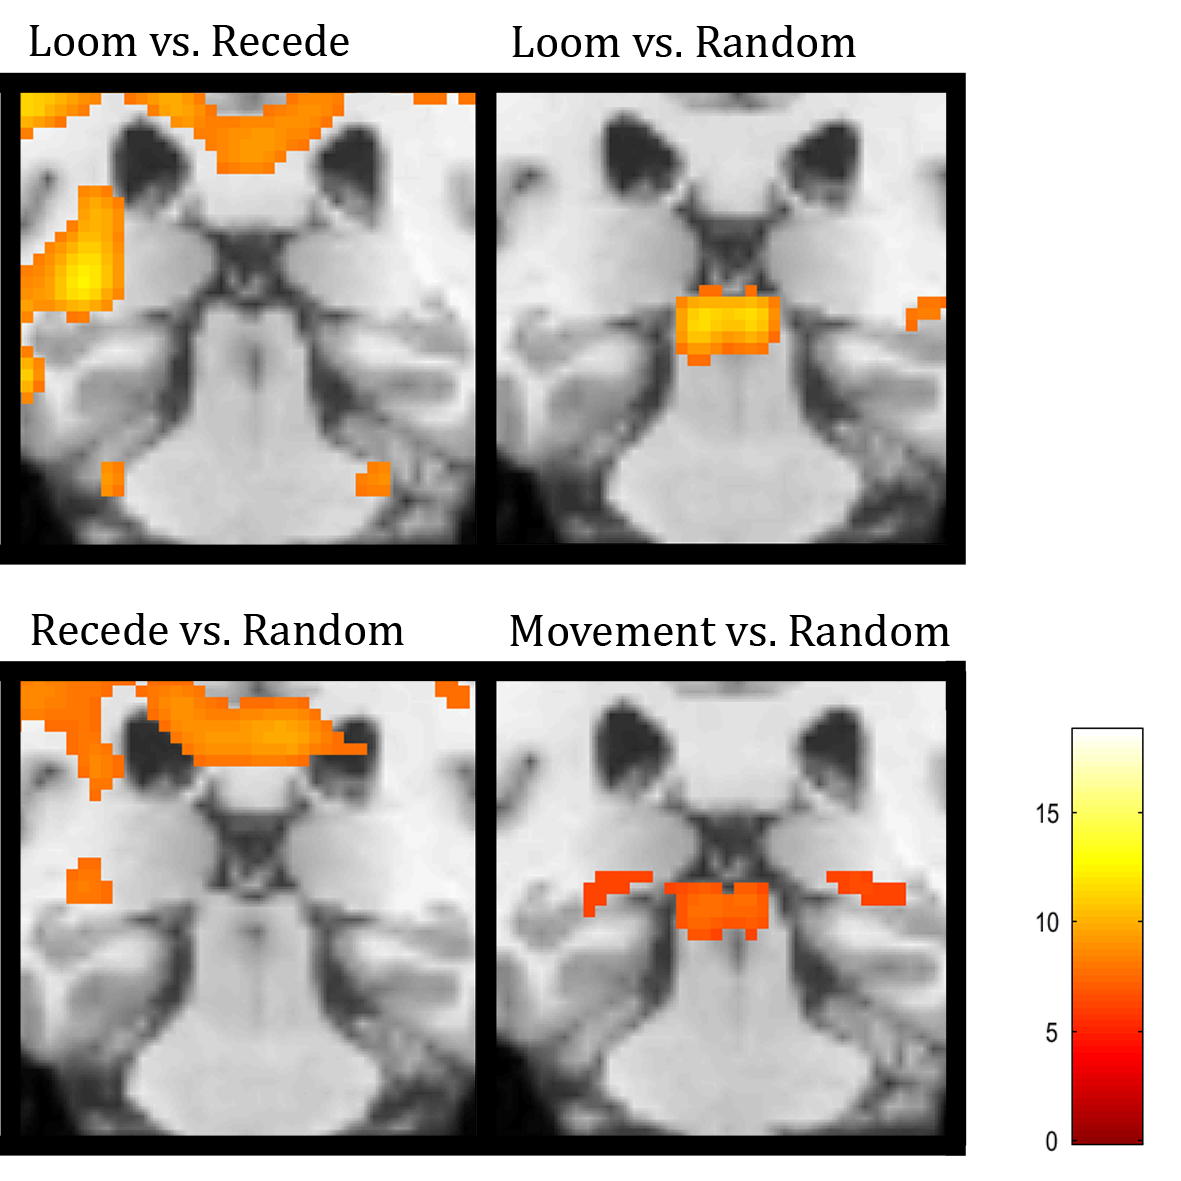 Loom vs. Recede
Loom vs. Random
Recede vs. Random
Movement vs. Random
15
10
5
0